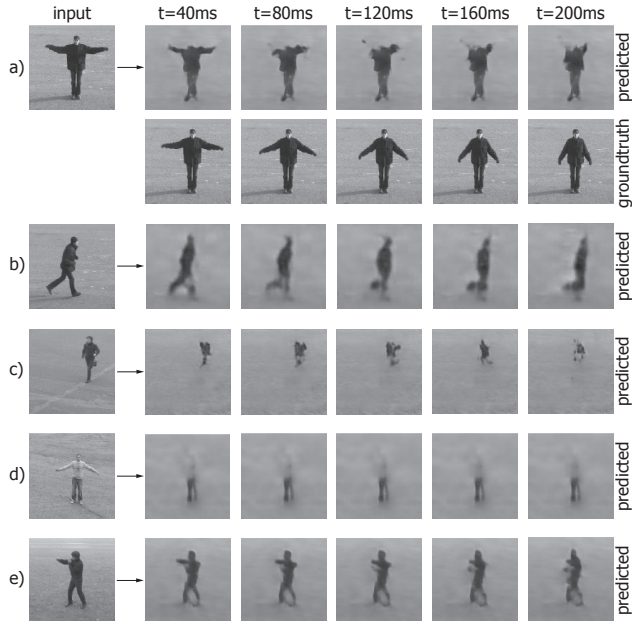 input t=40ms t=80ms t=120ms t=160ms t=200ms
a) predicted
groundtruth
b) predicted
c) predicted
d) predicted
e) predicted